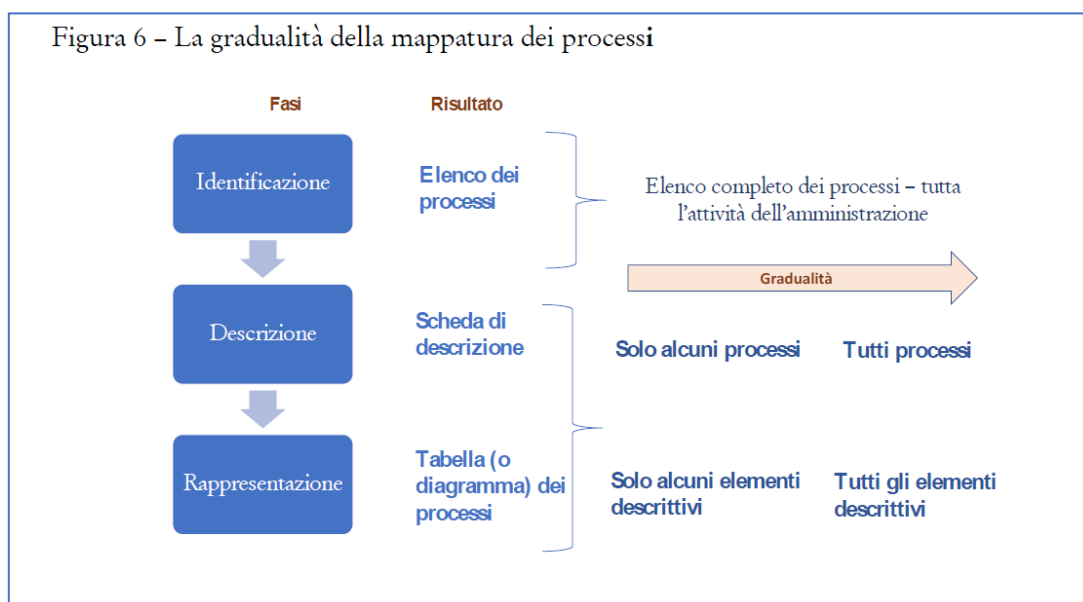 Figura 6 – La gradualità della mappatura dei processi
Fasi
Risultato
Identificazione
Elenco dei
processi
Elenco completo dei processi – tutta
l'attività dell'amministrazione
Gradualità
Descrizione
Scheda di
descrizione
Solo alcuni processi
Tutti processi
Rappresentazione
Tabella (o
diagramma) dei
processi
Solo alcuni elementi
descrittivi
Tutti gli elementi
descrittivi